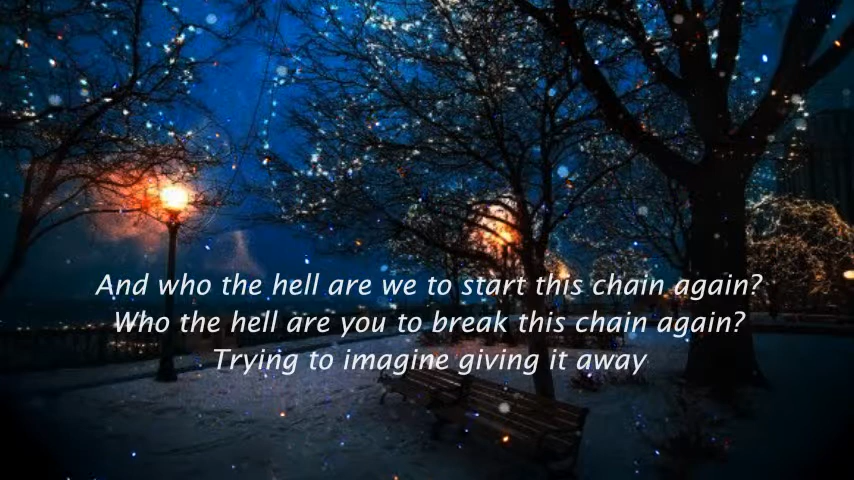 And who the hell are we to start this chain again?
Who the hell are you to break this chain again?
Trying to imagine giving it away